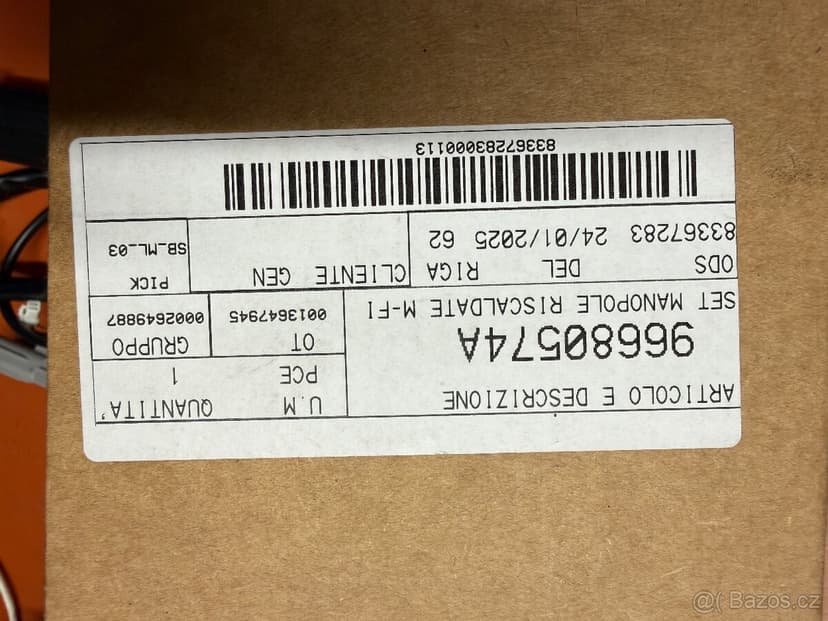 ARTICOLO E DESCRIZIONE
96680574A
SET MANOPOLE RISCALDATE M-FI
U.M QUANTITA'
PCE 1
OT GRUPPO
0013647945 0002649887
ODS DEL RIGA CLIENTE GEN PICK
83367283 24/01/2025 62 SB_ML_03
83367283000113
Bazos.cz